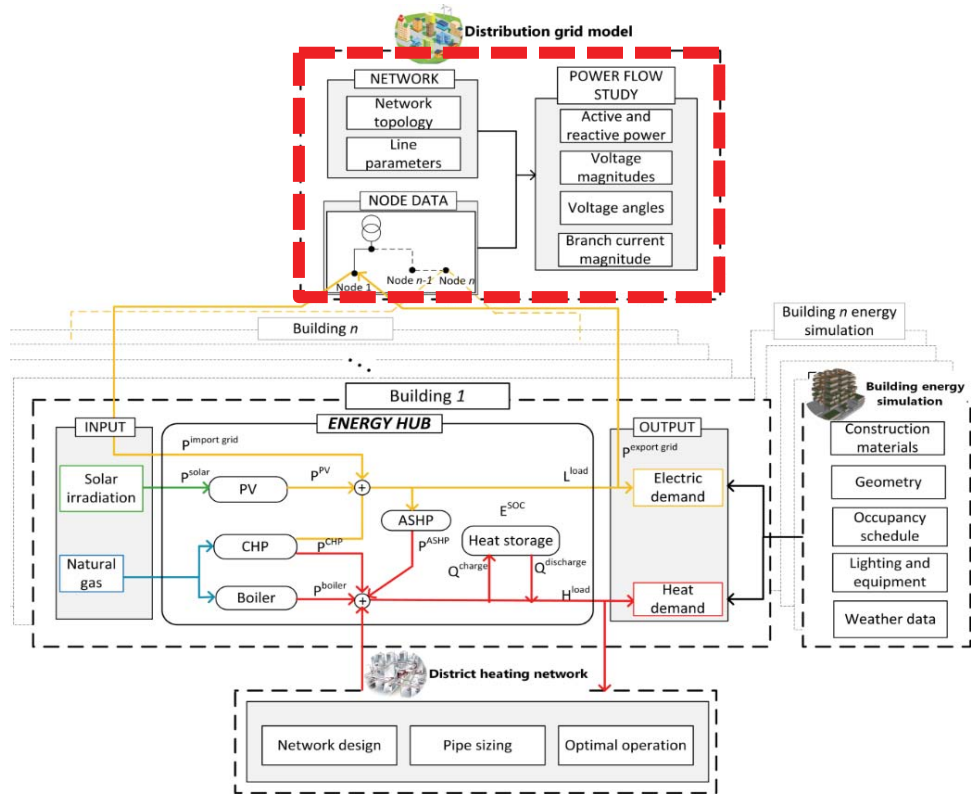 Distribution grid model
NETWORK
Network
topology
Line
parameters
NODE DATA
Node 1
Node n-1
Node n
POWER FLOW
STUDY
Active and
reactive power
Voltage
magnitudes
Voltage angles
Branch current
magnitude
Building n
Building n energy
simulation
Building 1
INPUT
Solar
irradiation
Natural
gas
ENERGY HUB
P^import grid
P^solar
PV
P^PV
+
CHP
P^CHP
Boiler
P^boiler
+
ASHP
P^ASHP
E^SOC
Heat storage
Q^charge
Q^discharge
L^load
H^load
OUTPUT
P^export grid
Electric
demand
Heat
demand
Building energy
simulation
Construction
materials
Geometry
Occupancy
schedule
Lighting and
equipment
Weather data
District heating network
Network design
Pipe sizing
Optimal operation